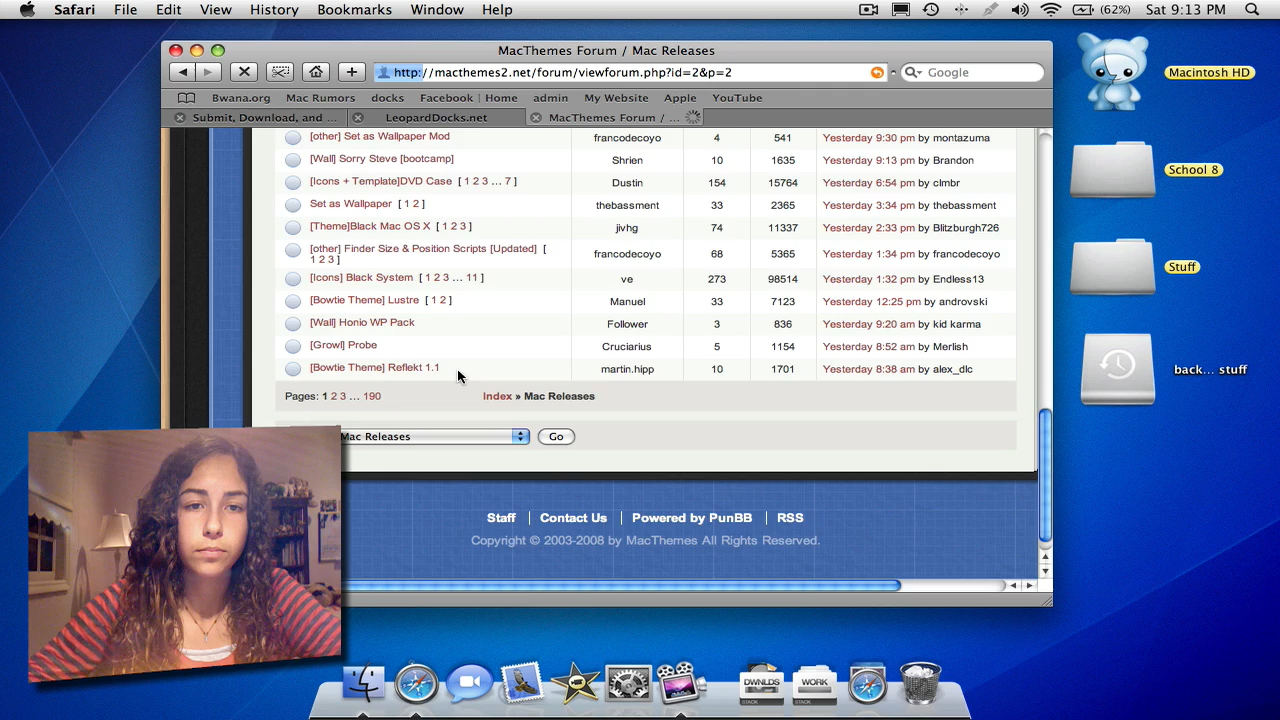 Safari File Edit View History Bookmarks Window Help (62%) Sat 9:13 PM
MacThemes Forum / Mac Releases
http://macthemes2.net/forum/viewforum.php?id=2&p=2 Google
Bwana.org Mac Rumors docks Facebook | Home admin My Website Apple YouTube
Submit, Download, and ... LeopardDocks.net MacThemes Forum / ...
[other] Set as Wallpaper Mod francodecoyo 4 541 Yesterday 9:30 pm by montazuma
[Wall] Sorry Steve [bootcamp] Shrien 10 1635 Yesterday 9:13 pm by Brandon
[Icons + Template]DVD Case [ 1 2 3 ... 7 ] Dustin 154 15764 Yesterday 6:54 pm by clmbr
Set as Wallpaper [ 1 2 ] thebassment 33 2365 Yesterday 3:34 pm by thebassment
[Theme]Black Mac OS X [ 1 2 3 ] jivhg 74 11337 Yesterday 2:33 pm by Blitzburgh726
[other] Finder Size & Position Scripts [Updated] [
1 2 3 ] francodecoyo 68 5365 Yesterday 1:34 pm by francodecoyo
[Icons] Black System [ 1 2 3 ... 11 ] ve 273 98514 Yesterday 1:32 pm by Endless13
[Bowtie Theme] Lustre [ 1 2 ] Manuel 33 7123 Yesterday 12:25 pm by androvski
[Wall] Honio WP Pack Follower 3 836 Yesterday 9:20 am by kid karma
[Growl] Probe Cruciarius 5 1154 Yesterday 8:52 am by Merlish
[Bowtie Theme] Reflekt 1.1 martin.hipp 10 1701 Yesterday 8:38 am by alex_dlc
Pages: 1 2 3 ... 190 Index » Mac Releases
Mac Releases Go
Staff | Contact Us | Powered by PunBB | RSS
Copyright © 2003-2008 by MacThemes All Rights Reserved.
Macintosh HD
School 8
Stuff
back... stuff
DWNLDS
STACK
WORK
STACK